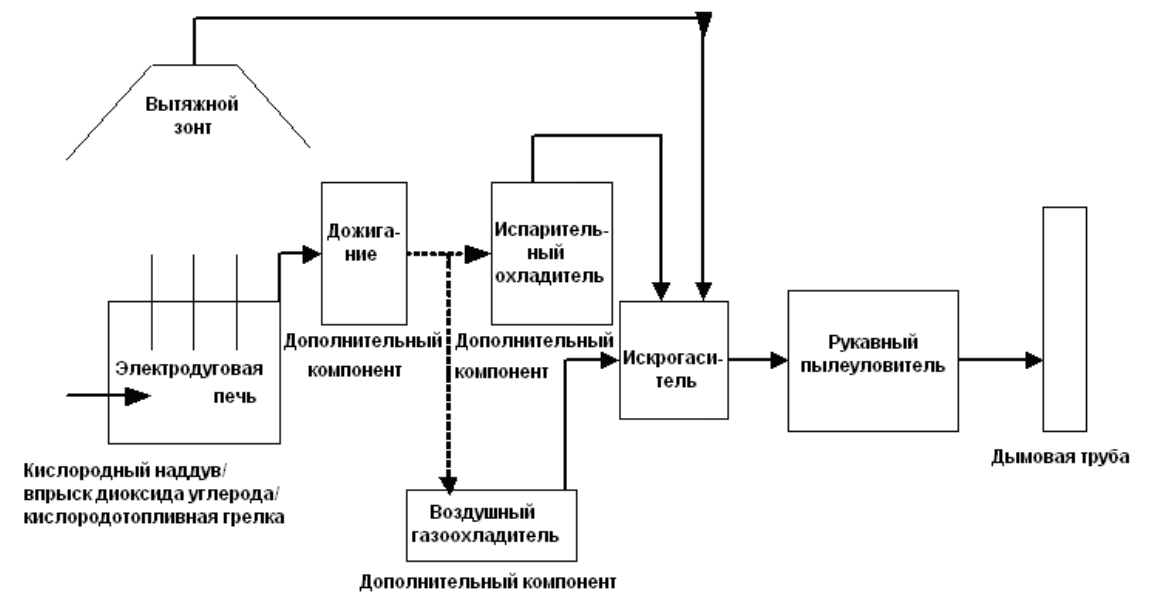 Вытяжной
зонт
Дожига-
ние
Испаритель-
ный
охладитель
Дополнительный
компонент
Дополнительный
компонент
Электродуговая
печь
Искрогаси-
тель
Рукавный
пылеуловитель
Дымовая труба
Кислородный наддув/
впрыск диоксида углерода/
кислородотопливная грелка
Воздушный
газоохладитель
Дополнительный компонент